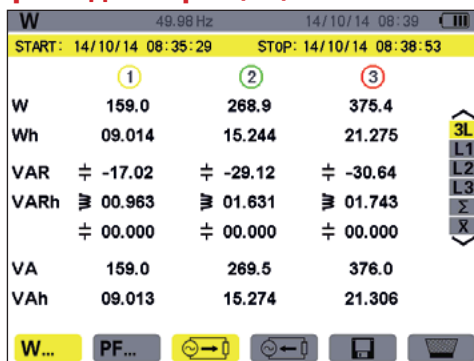 W 49.98 Hz 14/10/14 08:39
START: 14/10/14 08:35:29 STOP: 14/10/14 08:38:53
1 2 3
W 159.0 268.9 375.4
Wh 09.014 15.244 21.275
VAR -17.02 -29.12 -30.64
VARh 00.963 01.631 01.743
00.000 00.000 00.000
VA 159.0 269.5 376.0
VAh 09.013 15.274 21.306
3L
L1
L2
L3
Σ
X̅
W... PF...